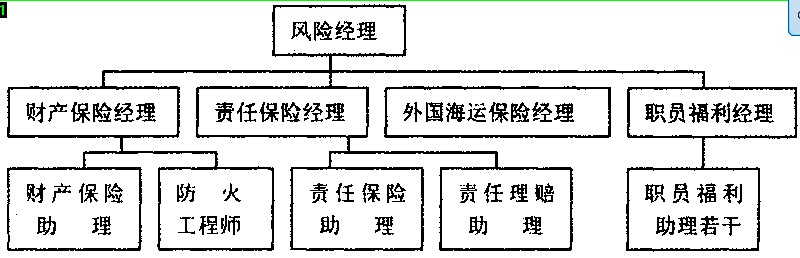 1
风险经理
财产保险经理
责任保险经理
外国海运保险经理
职员福利经理
财产保险
助理
防火
工程师
责任保险
助理
责任理赔
助理
职员福利
助理若干